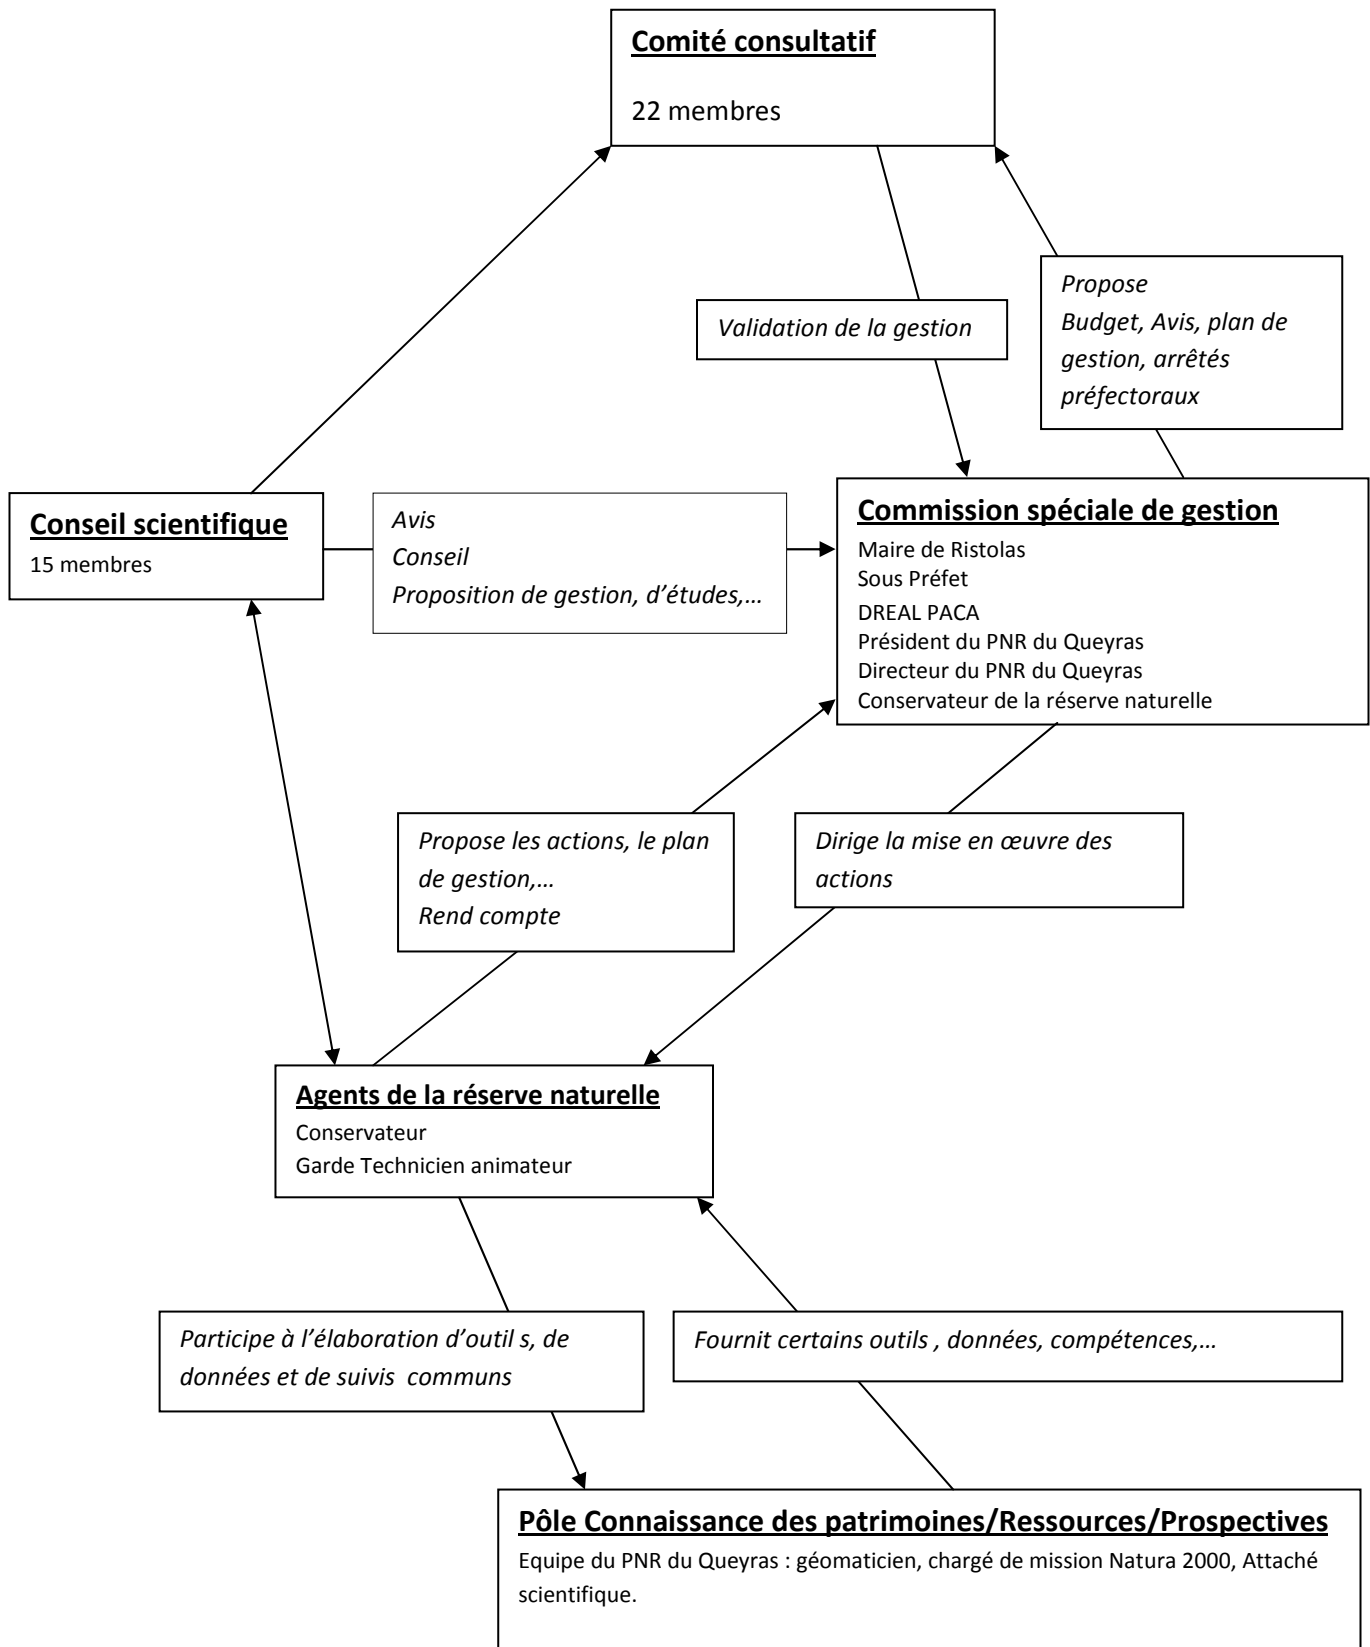 Comité consultatif
22 membres
Propose
Budget, Avis, plan de
gestion, arrêtés
préfectoraux
Validation de la gestion
Conseil scientifique
15 membres
Avis
Conseil
Proposition de gestion, d’études,…
Commission spéciale de gestion
Maire de Ristolas
Sous Préfet
DREAL PACA
Président du PNR du Queyras
Directeur du PNR du Queyras
Conservateur de la réserve naturelle
Propose les actions, le plan
de gestion,…
Rend compte
Dirige la mise en œuvre des
actions
Agents de la réserve naturelle
Conservateur
Garde Technicien animateur
Participe à l’élaboration d’outil s, de
données et de suivis  communs
Fournit certains outils , données, compétences,…
Pôle Connaissance des patrimoines/Ressources/Prospectives
Equipe du PNR du Queyras : géomaticien, chargé de mission Natura 2000, Attaché
scientifique.